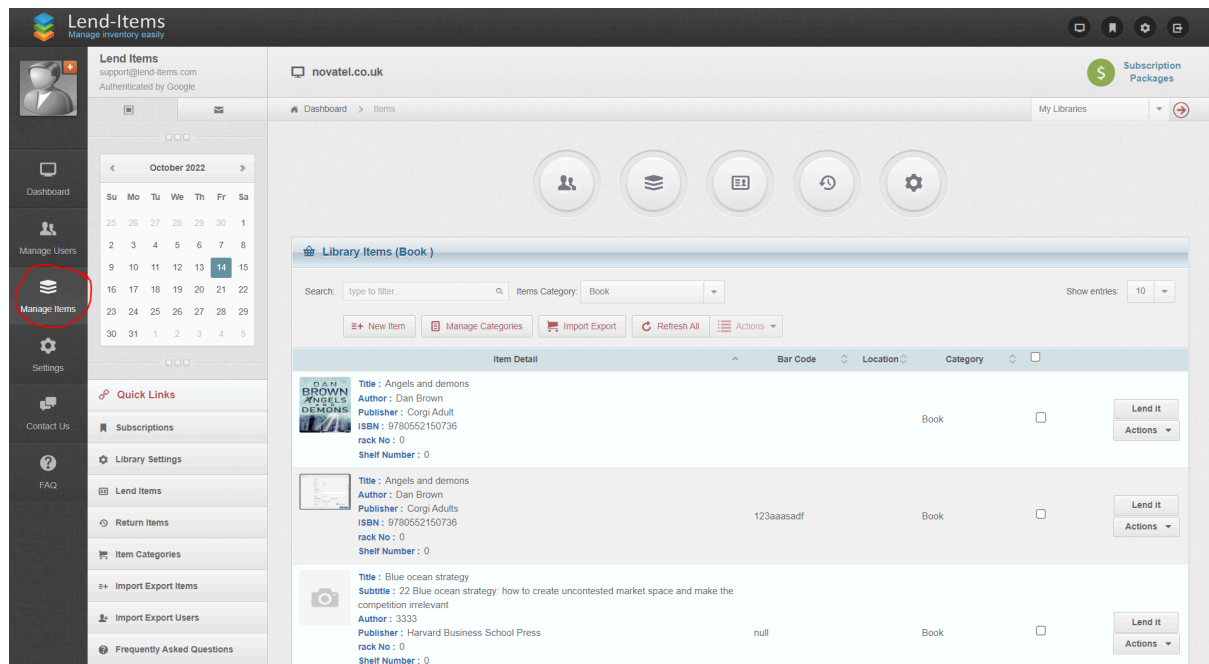 Lend-Items
Manage inventory easily
Lend Items
support@lend-items.com
Authenticated by Google
novatel.co.uk
Subscription
Packages
Dashboard > Items
My Libraries
Dashboard
Manage Users
Manage Items
Settings
Contact Us
FAQ
« October 2022 »
Su Mo Tu We Th Fr Sa
25 26 27 28 29 30 1
2 3 4 5 6 7 8
9 10 11 12 13 14 15
16 17 18 19 20 21 22
23 24 25 26 27 28 29
30 31 1 2 3 4 5
Quick Links
Subscriptions
Library Settings
Lend Items
Return Items
Item Categories
Import Export Items
Import Export Users
Frequently Asked Questions
Library Items (Book )
Search: type to filter... Items Category: Book Show entries: 10
New Item Manage Categories Import Export Refresh All Actions
Item Detail Bar Code Location Category
DAN
BROWN
ANGELS
AND
DEMONS
Title : Angels and demons
Author : Dan Brown
Publisher : Corgi Adult
ISBN : 9780552150736
rack No : 0
Shelf Number : 0
Book
Lend it
Actions
Title : Angels and demons
Author : Dan Brown
Publisher : Corgi Adults
ISBN : 9780552150736
rack No : 0
Shelf Number : 0
123aaasadf
Book
Lend it
Actions
Title : Blue ocean strategy
Subtitle : 22 Blue ocean strategy: how to create uncontested market space and make the
competition irrelevant
Author : 3333
Publisher : Harvard Business School Press
rack No : 0
Shelf Number : 0
null
Book
Lend it
Actions